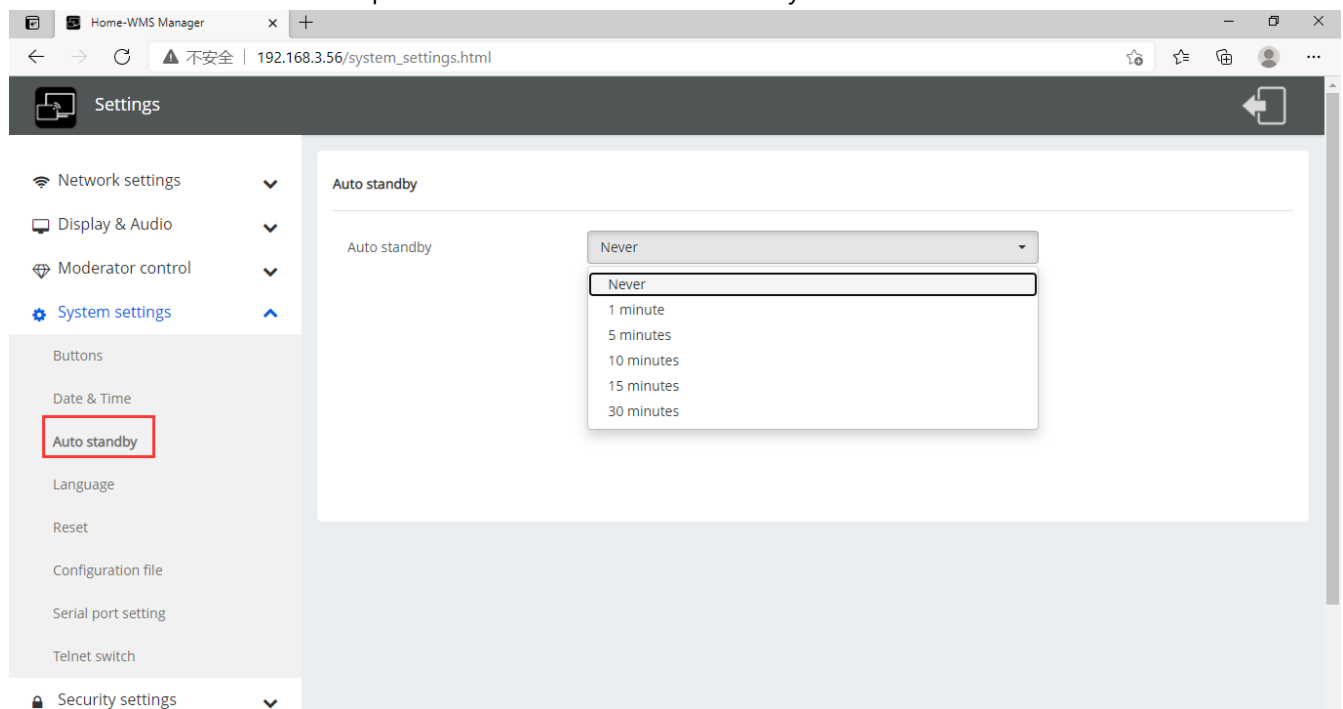 Home-WMS Manager
不安全 192.168.3.56/system_settings.html
Settings
Network settings
Display & Audio
Moderator control
System settings
Buttons
Date & Time
Auto standby
Language
Reset
Configuration file
Serial port setting
Telnet switch
Security settings
Auto standby
Auto standby
Never
Never
1 minute
5 minutes
10 minutes
15 minutes
30 minutes